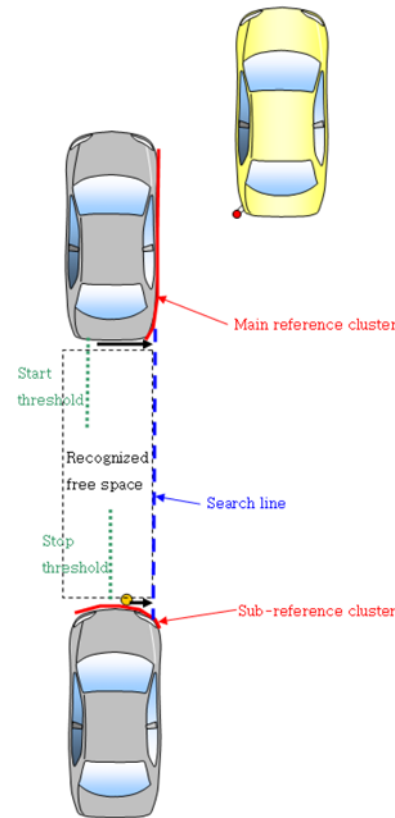 Main reference cluster
Start
threshold
Recognized
free space
Search line
Stop
threshold
Sub-reference cluster